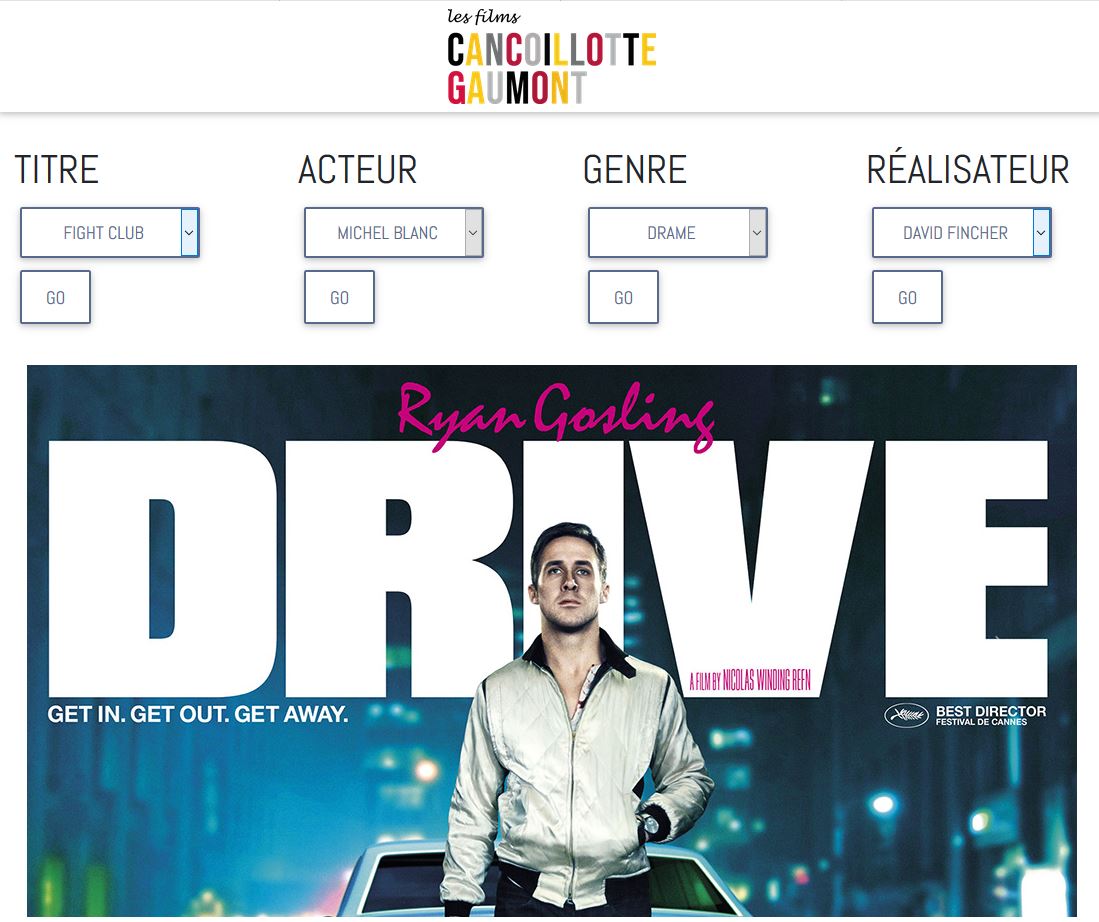 les films
CANCOILLOTTE
GAUMONT
TITRE
ACTEUR
GENRE
RÉALISATEUR
FIGHT CLUB
MICHEL BLANC
DRAME
DAVID FINCHER
GO
GO
GO
GO
Ryan Gosling
DRIVE
A FILM BY NICOLAS WINDING REFN
GET IN. GET OUT. GET AWAY.
BEST DIRECTOR
FESTIVAL DE CANNES